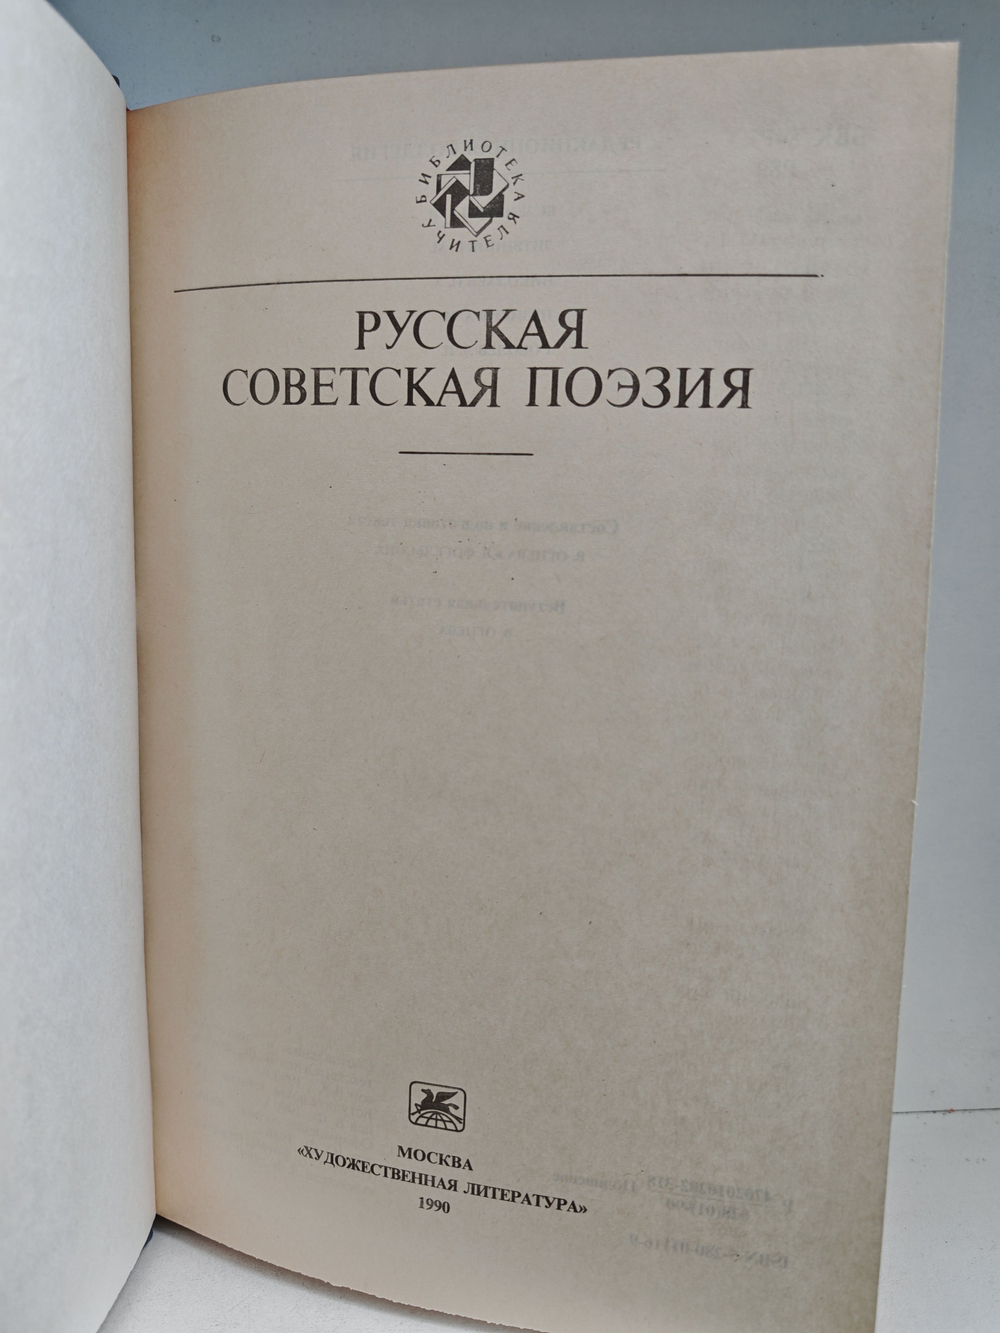 БИБЛИОТЕКА
УЧИТЕЛЯ
РУССКАЯ
СОВЕТСКАЯ ПОЭЗИЯ
МОСКВА
«ХУДОЖЕСТВЕННАЯ ЛИТЕРАТУРА»
1990